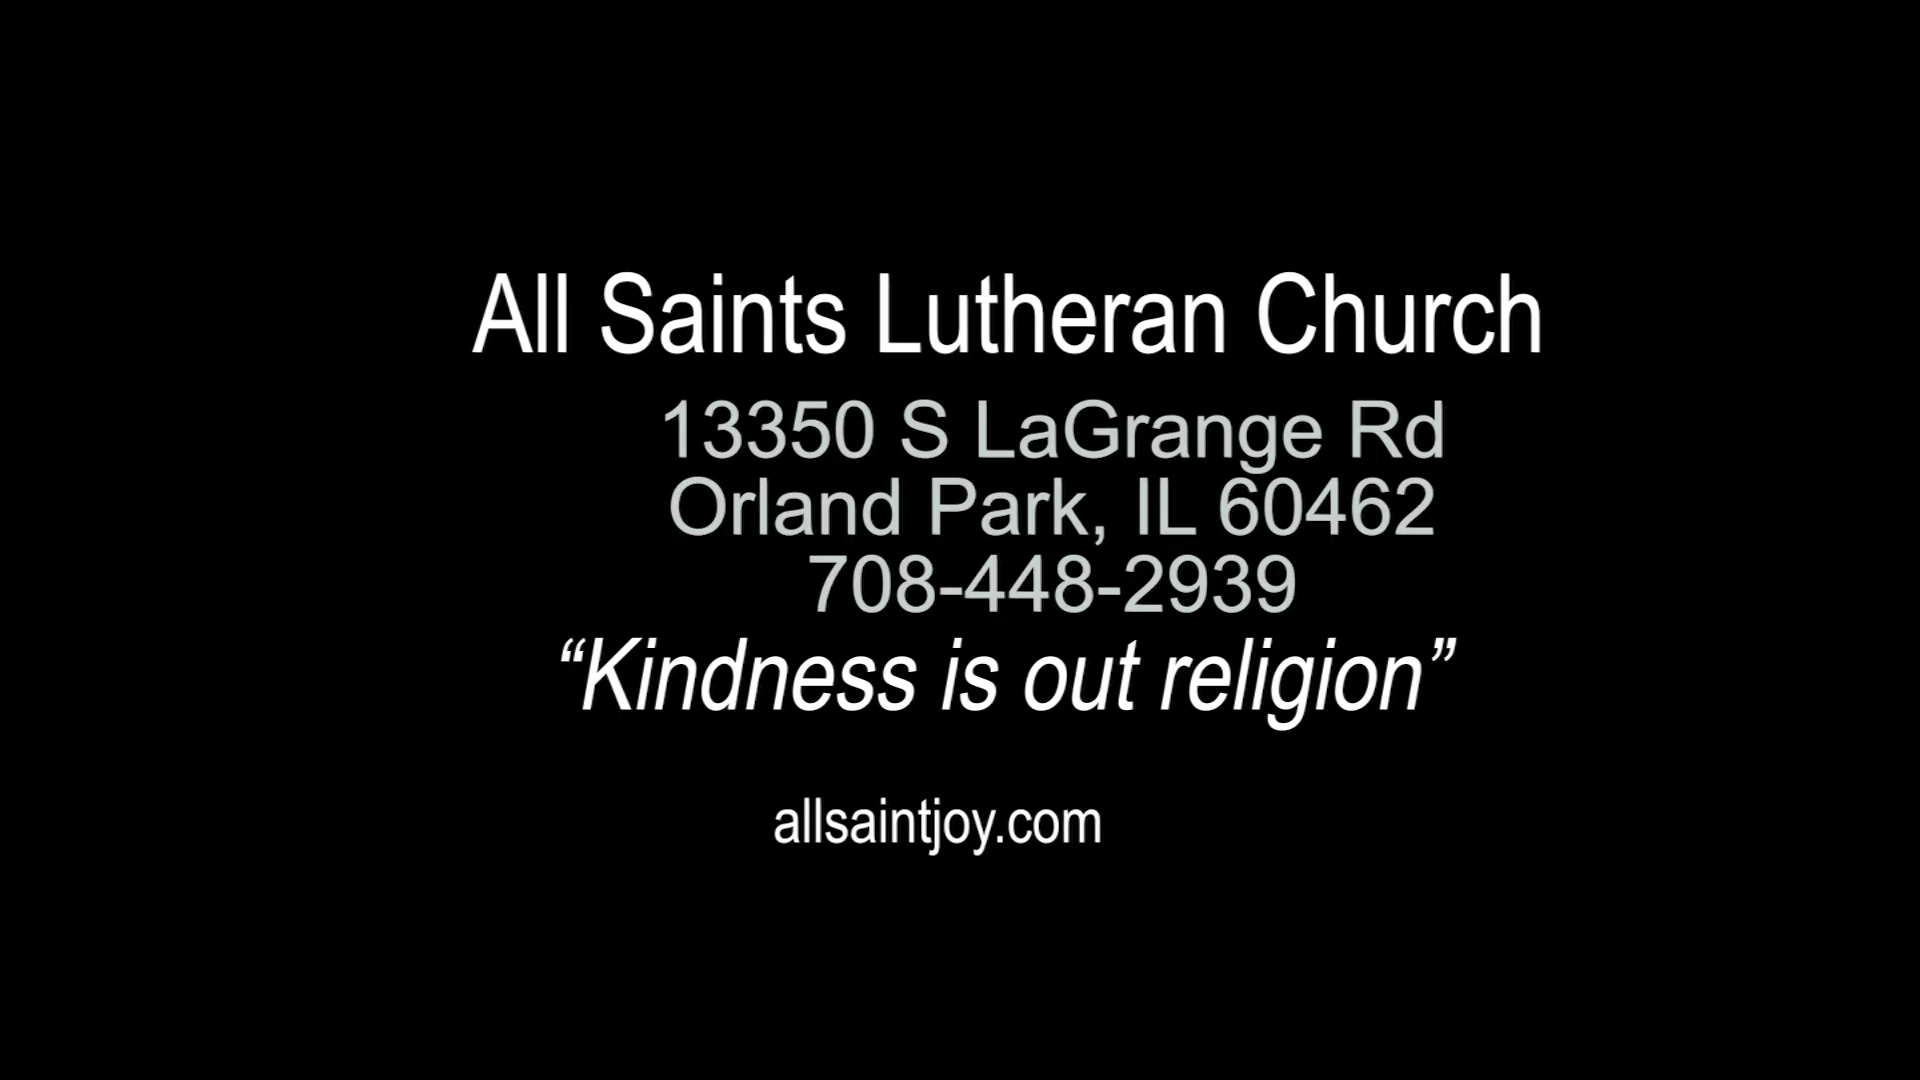 All Saints Lutheran Church
13350 S LaGrange Rd
Orland Park, IL 60462
708-448-2939
“Kindness is out religion”
allsaintjoy.com